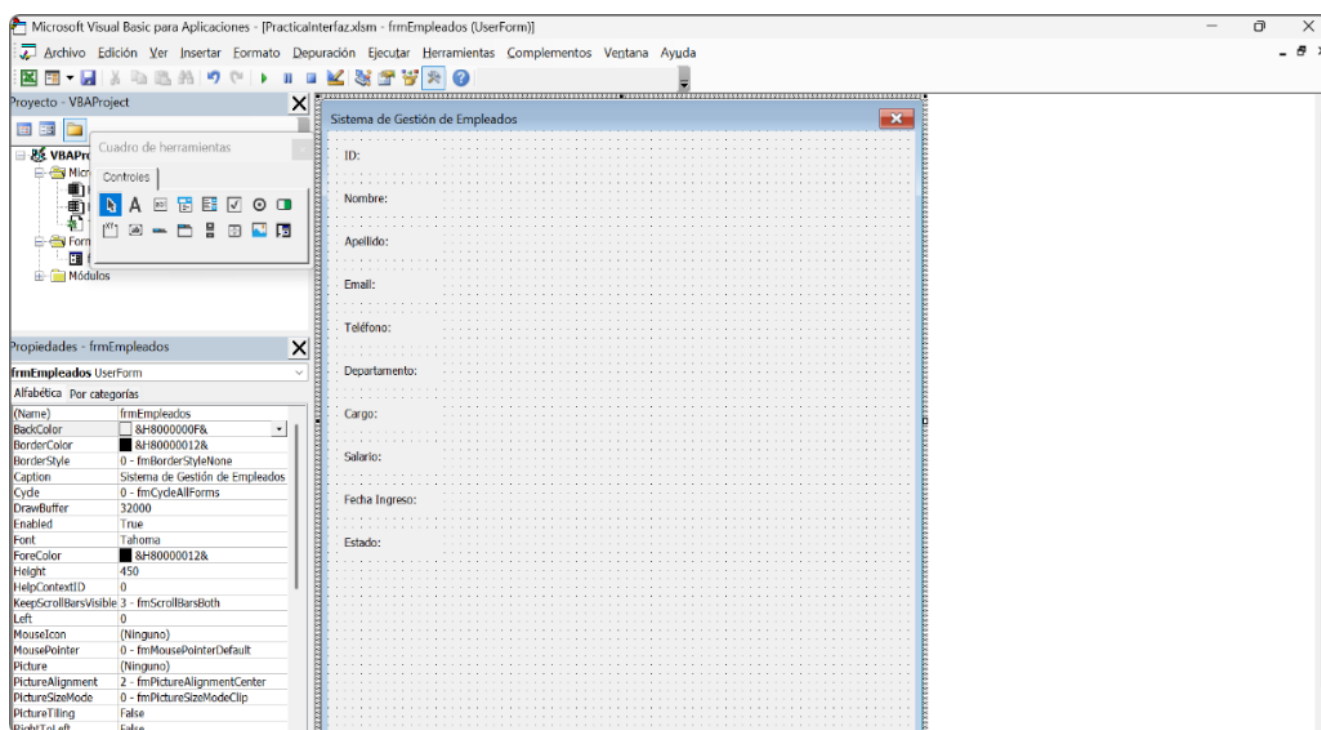 Microsoft Visual Basic para Aplicaciones - [PracticaInterfaz.xlsm - frmEmpleados (UserForm)]
Archivo Edición Ver Insertar Formato Depuración Ejecutar Herramientas Complementos Ventana Ayuda
Proyecto - VBAProject
Cuadro de herramientas
Controles
Módulos
Propiedades - frmEmpleados
frmEmpleados UserForm
Alfabética Por categorías
(Name) frmEmpleados
BackColor &H8000000F&
BorderColor &H80000012&
BorderStyle 0 - fmBorderStyleNone
Caption Sistema de Gestión de Empleados
Cycle 0 - fmCycleAllForms
DrawBuffer 32000
Enabled True
Font Tahoma
ForeColor &H80000012&
Height 450
HelpContextID 0
KeepScrollBarsVisible 3 - fmScrollBarsBoth
Left 0
MouseIcon (Ninguno)
MousePointer 0 - fmMousePointerDefault
Picture (Ninguno)
PictureAlignment 2 - fmPictureAlignmentCenter
PictureSizeMode 0 - fmPictureSizeModeClip
PictureTiling False
RightToLeft False
Sistema de Gestión de Empleados
ID:
Nombre:
Apellido:
Email:
Teléfono:
Departamento:
Cargo:
Salario:
Fecha Ingreso:
Estado: